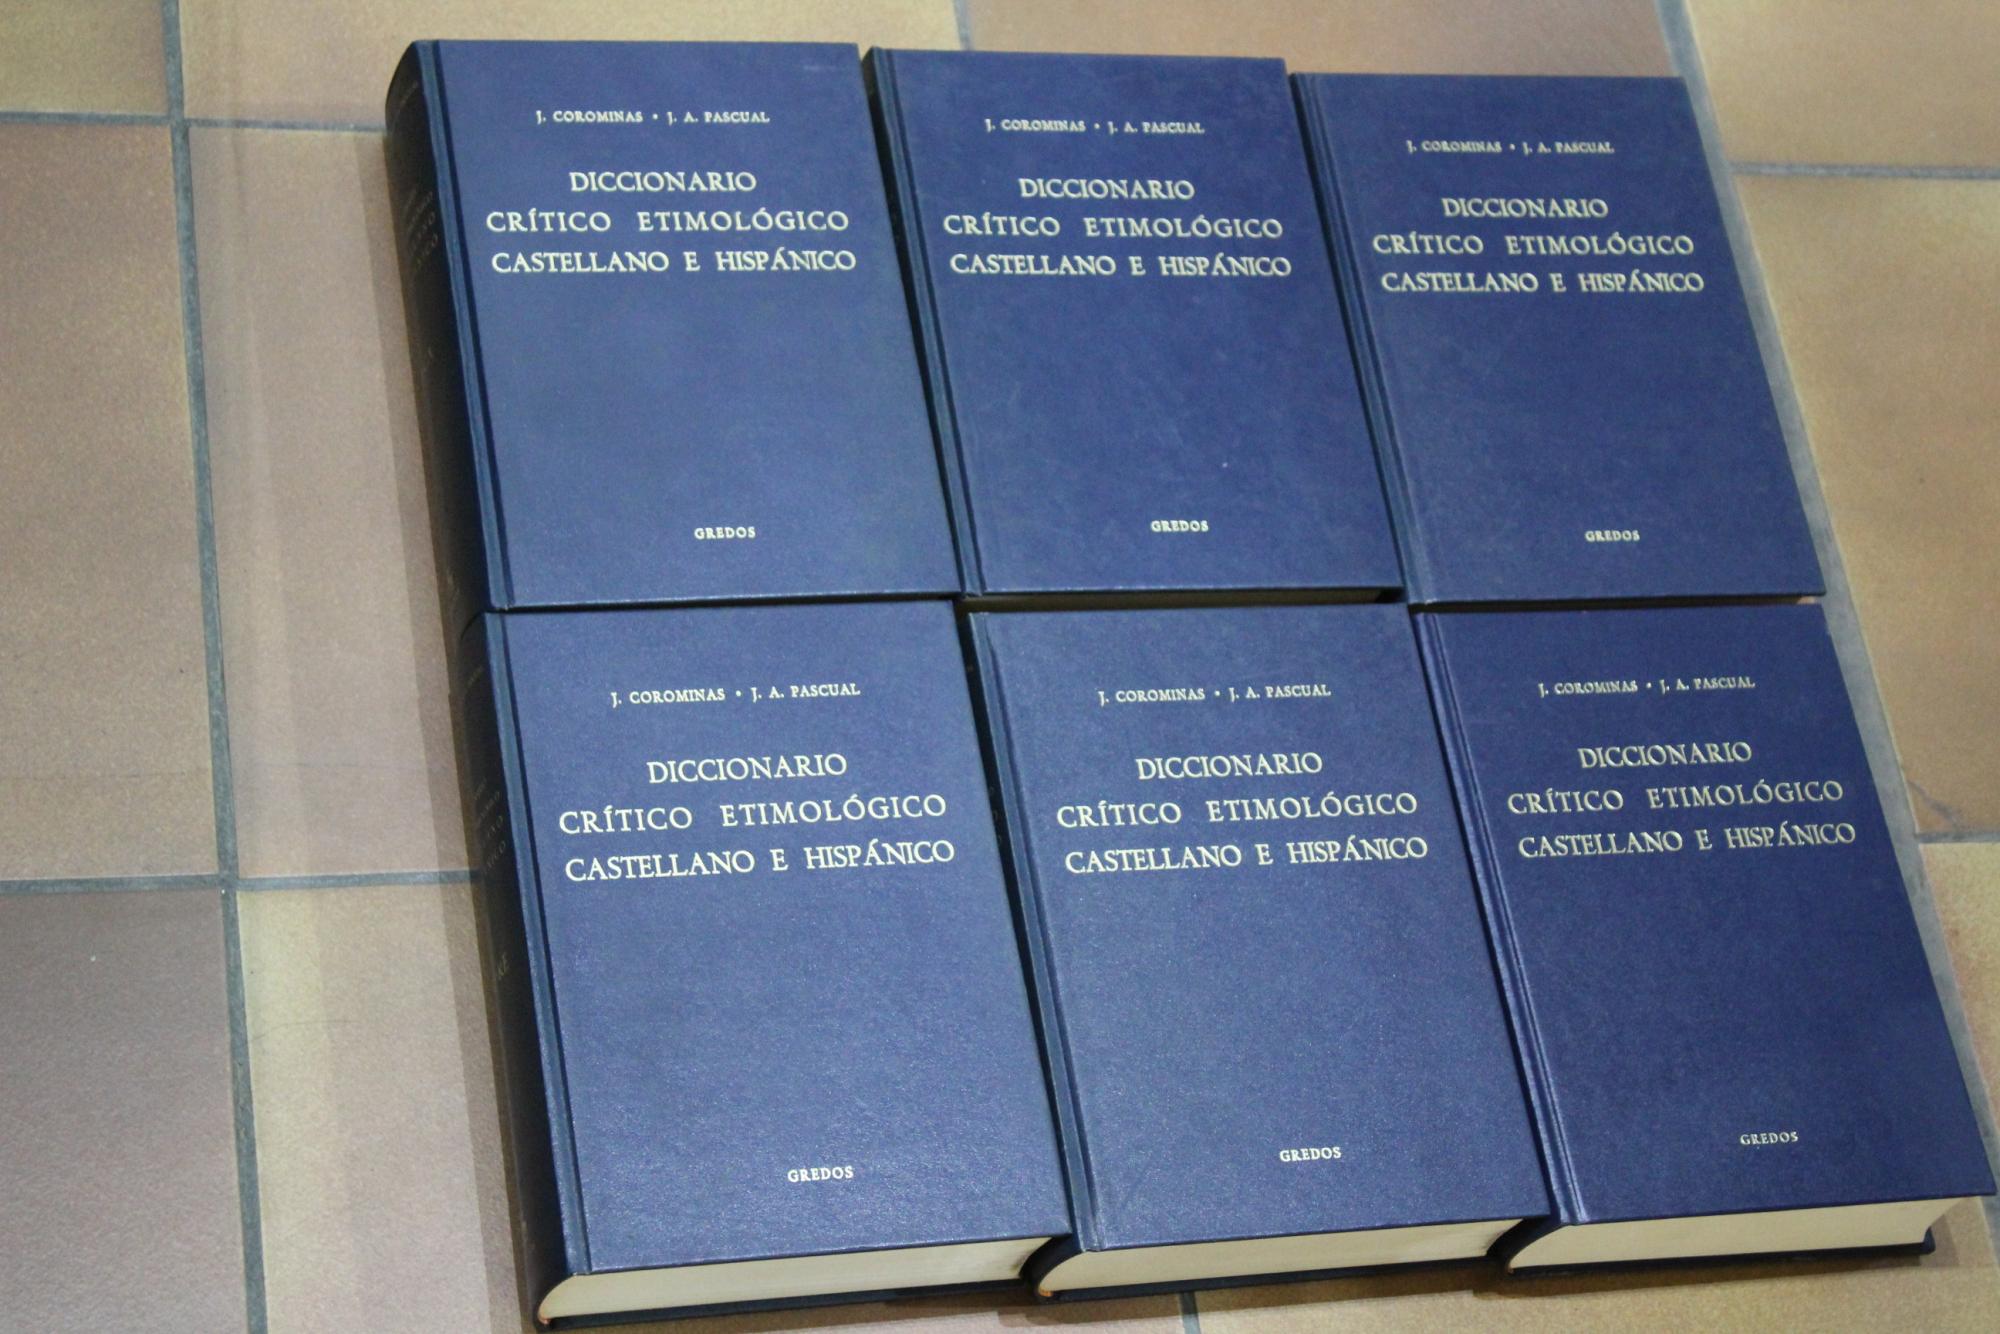 J. COROMINAS • J. A. PASCUAL
DICCIONARIO
CRÍTICO ETIMOLÓGICO
CASTELLANO E HISPÁNICO
GREDOS
J. COROMINAS • J. A. PASCUAL
DICCIONARIO
CRÍTICO ETIMOLÓGICO
CASTELLANO E HISPÁNICO
GREDOS
J. COROMINAS • J. A. PASCUAL
DICCIONARIO
CRÍTICO ETIMOLÓGICO
CASTELLANO E HISPÁNICO
GREDOS
J. COROMINAS • J. A. PASCUAL
DICCIONARIO
CRÍTICO ETIMOLÓGICO
CASTELLANO E HISPÁNICO
GREDOS
J. COROMINAS • J. A. PASCUAL
DICCIONARIO
CRÍTICO ETIMOLÓGICO
CASTELLANO E HISPÁNICO
GREDOS
J. COROMINAS • J. A. PASCUAL
DICCIONARIO
CRÍTICO ETIMOLÓGICO
CASTELLANO E HISPÁNICO
GREDOS